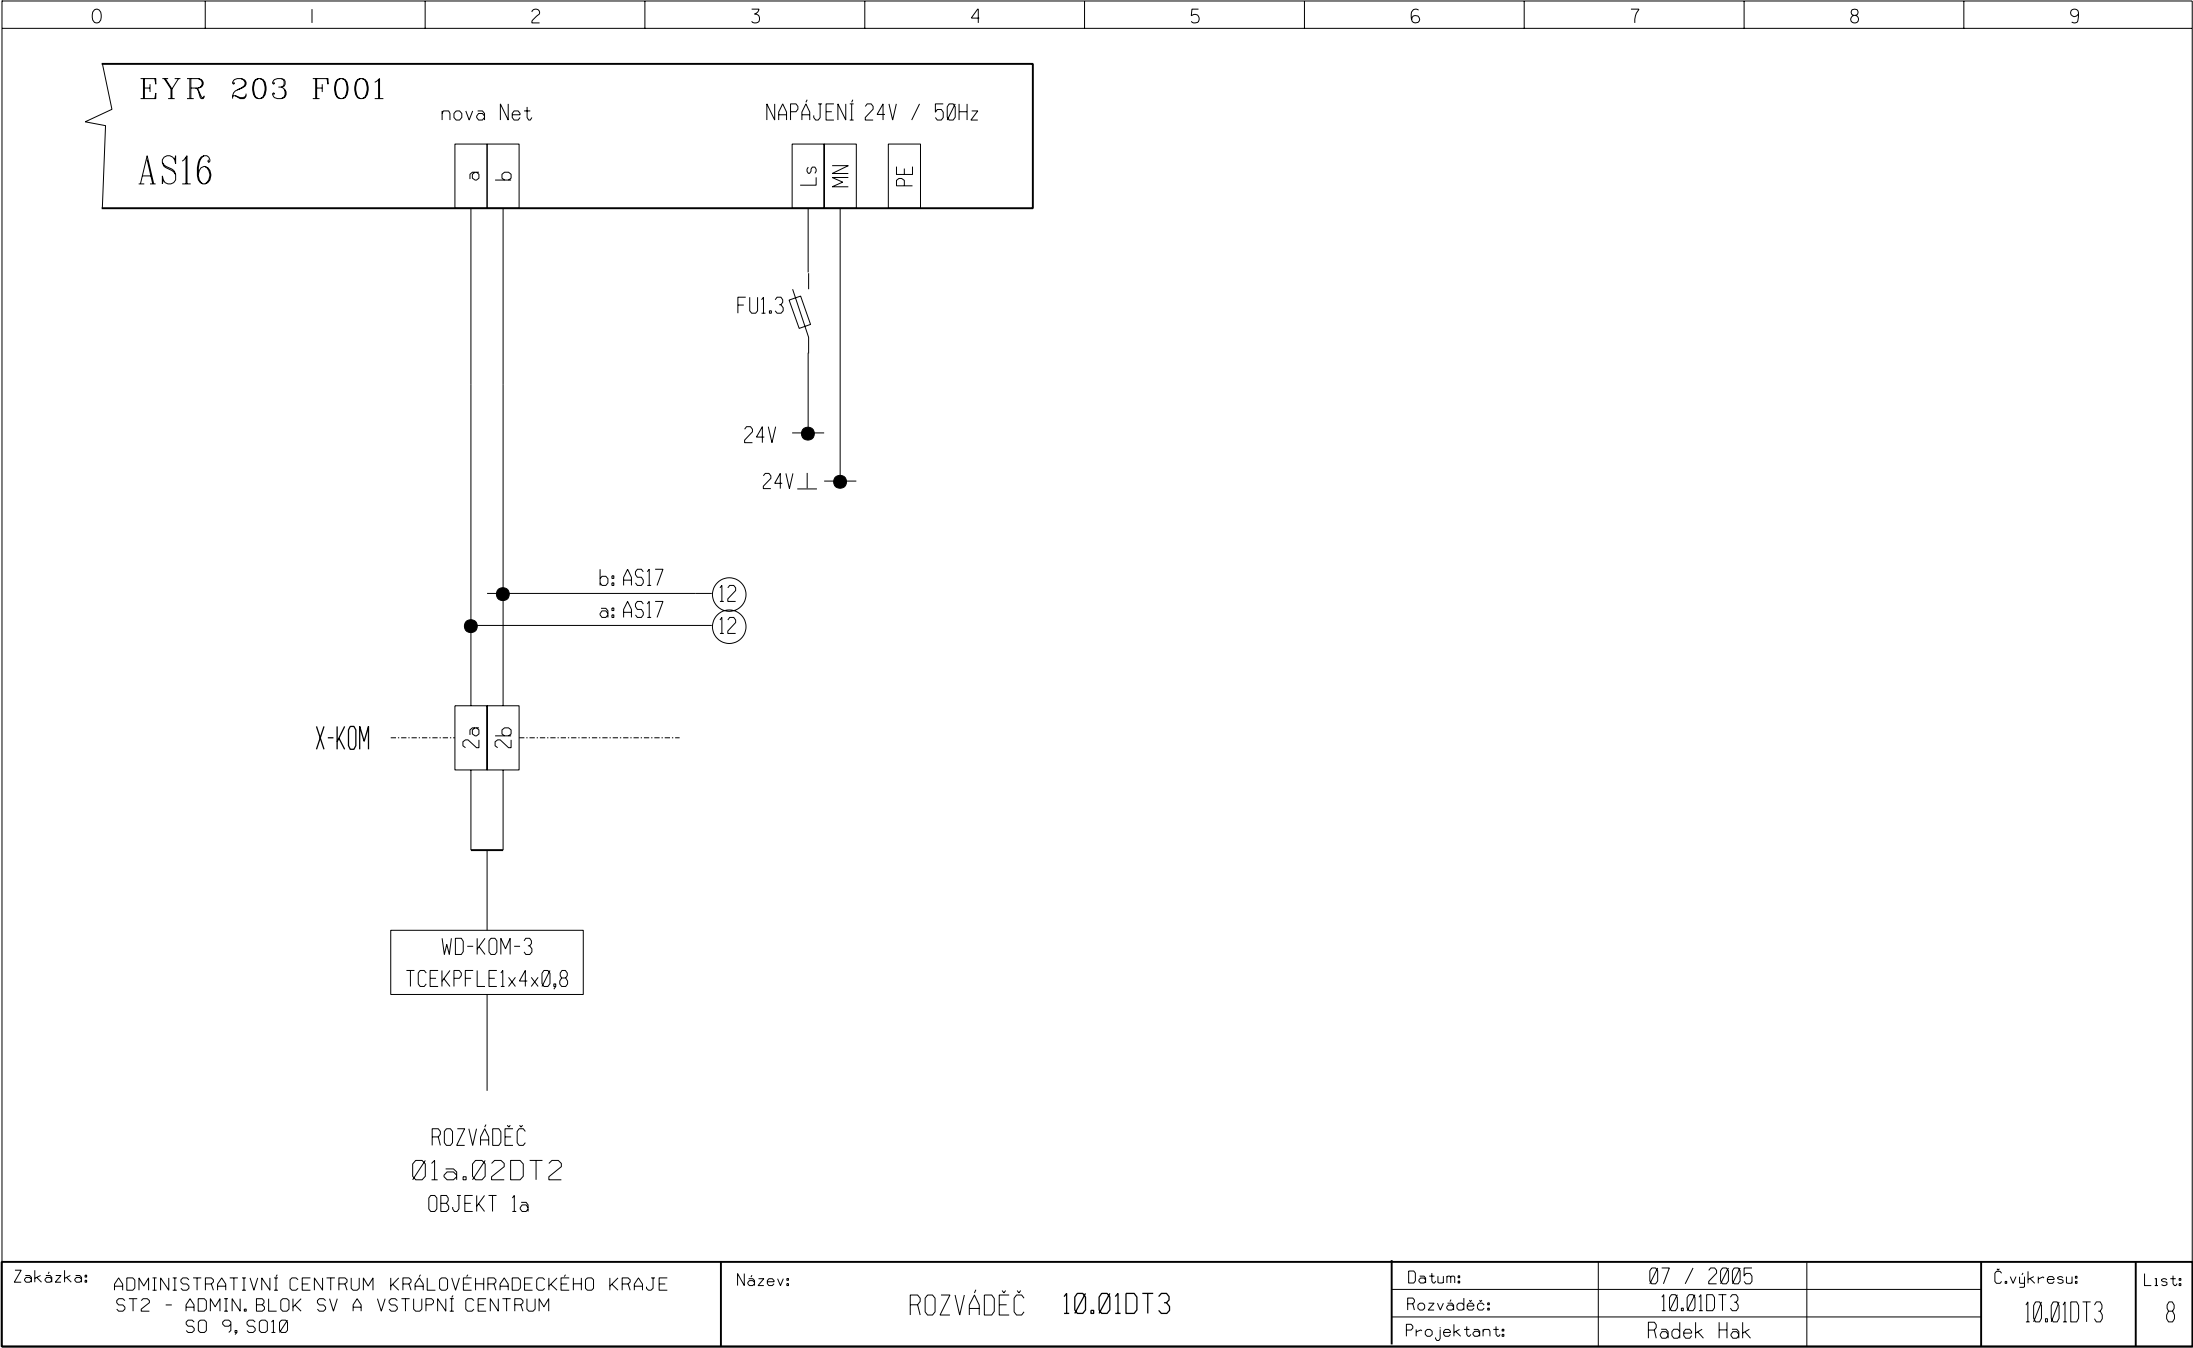 0 1 2 3 4 5 6 7 8 9
EYR 203 F001
nova Net
NAPÁJENÍ 24V / 50Hz
AS16
a b Ls MN PE
FU1.3
24V
24V⊥
b: AS17 12
a: AS17 12
X-KOM 2a 2b
WD-KOM-3
TCEKPFLE1x4x0,8
ROZVÁDĚČ
01a.02DT2
OBJEKT 1a
Zakázka: ADMINISTRATIVNÍ CENTRUM KRÁLOVÉHRADECKÉHO KRAJE
ST2 - ADMIN. BLOK SV A VSTUPNÍ CENTRUM
SO 9, SO10
Název:
ROZVÁDĚČ 10.01DT3
Datum: 07 / 2005
Rozváděč: 10.01DT3
Projektant: Radek Hak
Č.výkresu:
10.01DT3
List:
8